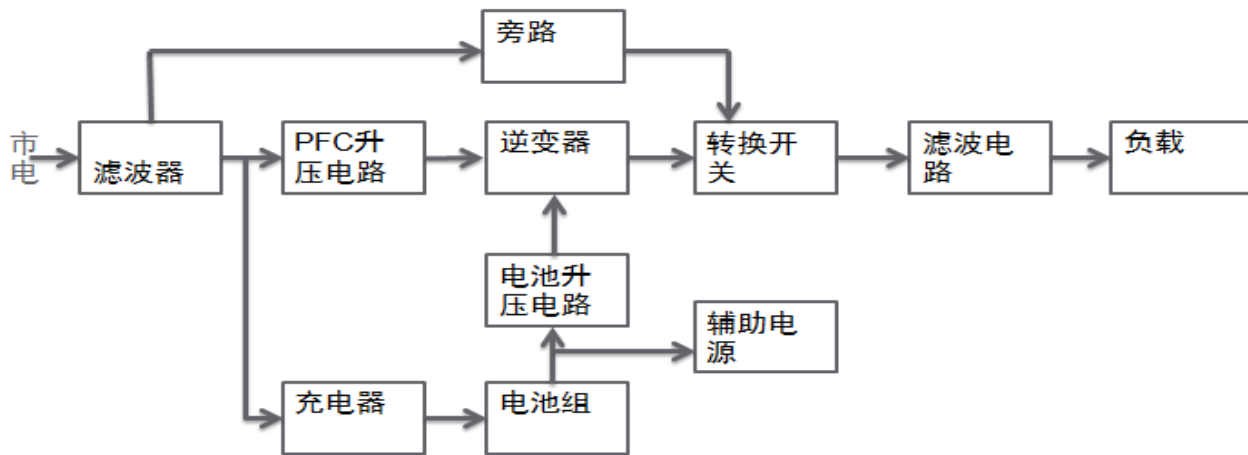 旁路
市
电
滤波器
PFC升
压电路
逆变器
转换开
关
滤波电
路
负载
电池升
压电路
辅助电
源
充电器
电池组